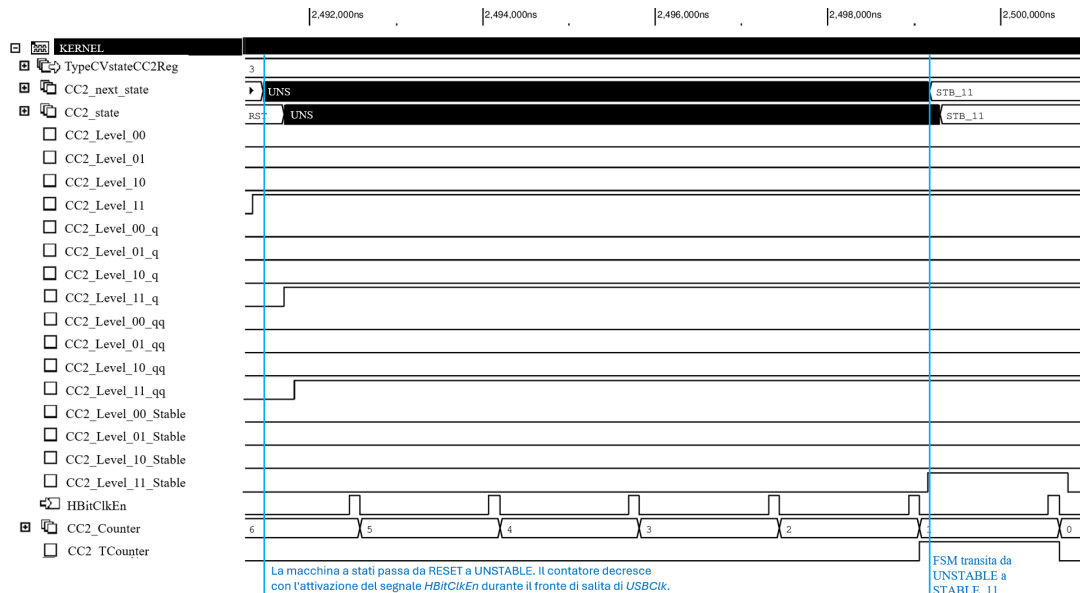 2,492,000ns 2,494,000ns 2,496,000ns 2,498,000ns 2,500,000ns
KERNEL
TypeCVstateCC2Reg 3
CC2_next_state UNS STB_11
CC2_state RST UNS STB_11
CC2_Level_00
CC2_Level_01
CC2_Level_10
CC2_Level_11
CC2_Level_00_q
CC2_Level_01_q
CC2_Level_10_q
CC2_Level_11_q
CC2_Level_00_qq
CC2_Level_01_qq
CC2_Level_10_qq
CC2_Level_11_qq
CC2_Level_00_Stable
CC2_Level_01_Stable
CC2_Level_10_Stable
CC2_Level_11_Stable
HBitClkEn
CC2_Counter 6 5 4 3 2 1 0
CC2_TCounter
La macchina a stati passa da RESET a UNSTABLE. Il contatore decresce
con l'attivazione del segnale HBitClkEn durante il fronte di salita di USBClk.
FSM transita da
UNSTABLE a
STABLE_11